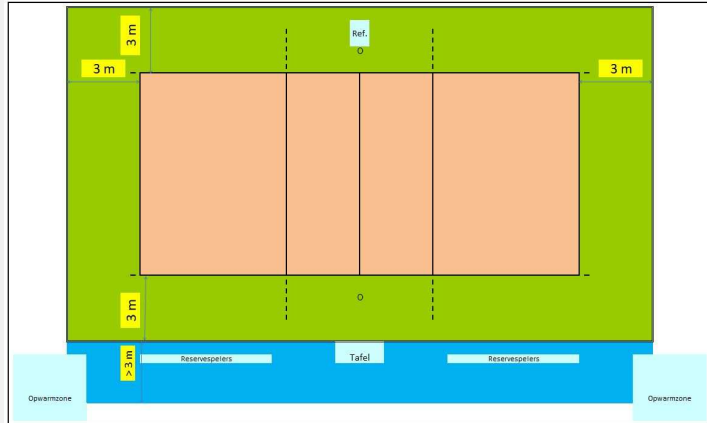 3 m
Ref.
O
3 m
3 m
3 m
O
> 3 m
Reservespelers
Tafel
Reservespelers
Opwarmzone
Opwarmzone